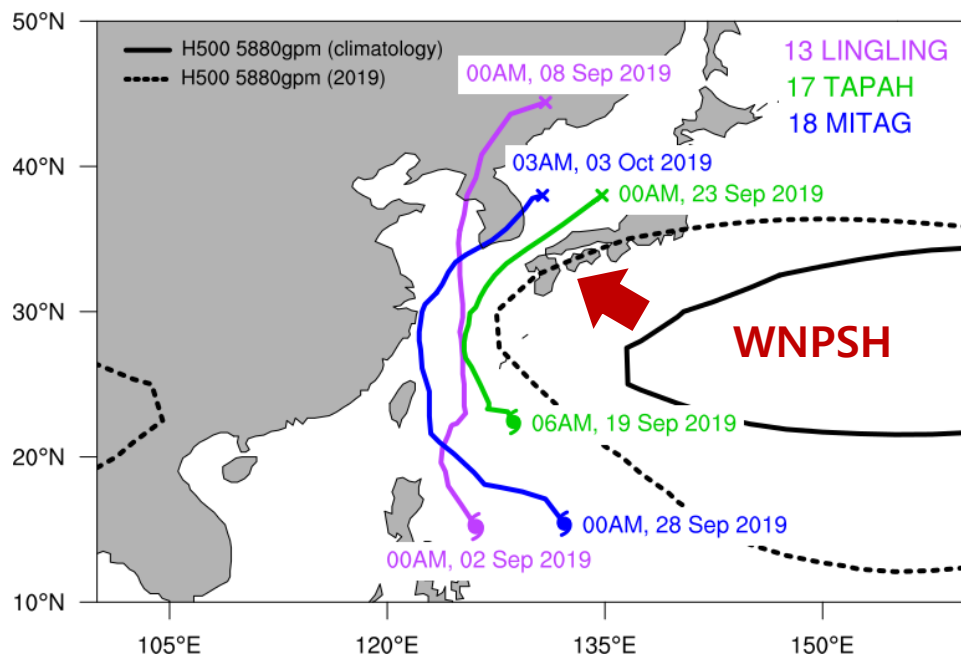 50°N
40°N
30°N
20°N
10°N
H500 5880gpm (climatology)
H500 5880gpm (2019)
13 LINGLING
17 TAPAH
18 MITAG
00AM, 08 Sep 2019
03AM, 03 Oct 2019
00AM, 23 Sep 2019
WNPSH
06AM, 19 Sep 2019
00AM, 28 Sep 2019
00AM, 02 Sep 2019
105°E
120°E
135°E
150°E